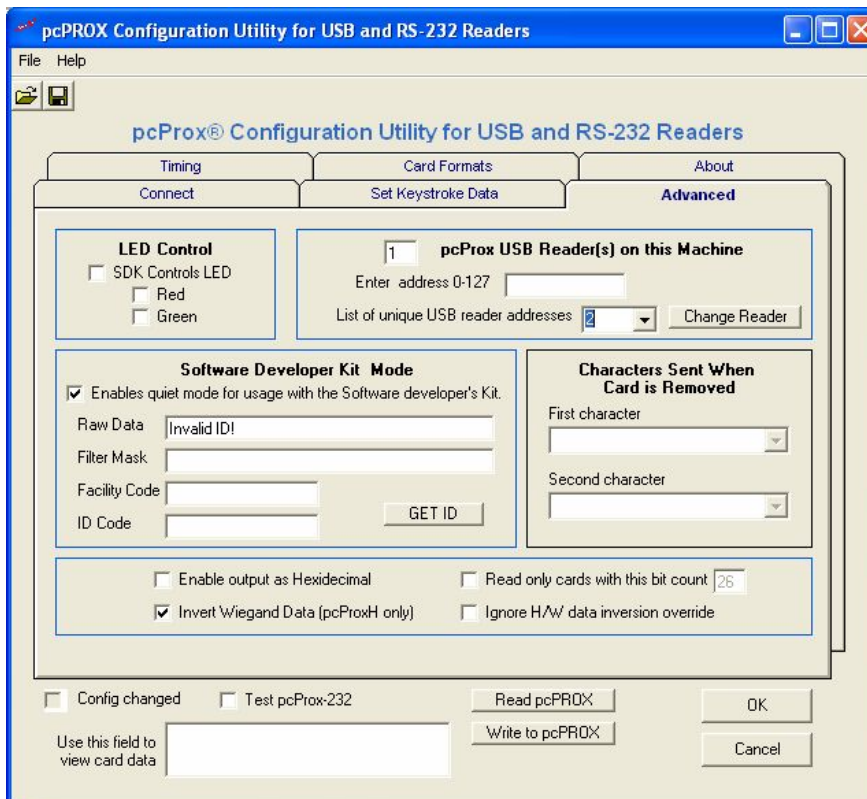 pcPROX Configuration Utility for USB and RS-232 Readers
File Help
pcProx® Configuration Utility for USB and RS-232 Readers
Timing Card Formats About
Connect Set Keystroke Data Advanced
LED Control
SDK Controls LED
Red
Green
1 pcProx USB Reader(s) on this Machine
Enter address 0-127
List of unique USB reader addresses 2 Change Reader
Software Developer Kit Mode
Enables quiet mode for usage with the Software developer's Kit.
Raw Data Invalid ID!
Filter Mask
Facility Code
ID Code
GET ID
Characters Sent When
Card is Removed
First character
Second character
Enable output as Hexidecimal Read only cards with this bit count 26
Invert Wiegand Data (pcProxH only) Ignore H/W data inversion override
Config changed Test pcProx-232 Read pcPROX OK
Use this field to
view card data
Write to pcPROX Cancel